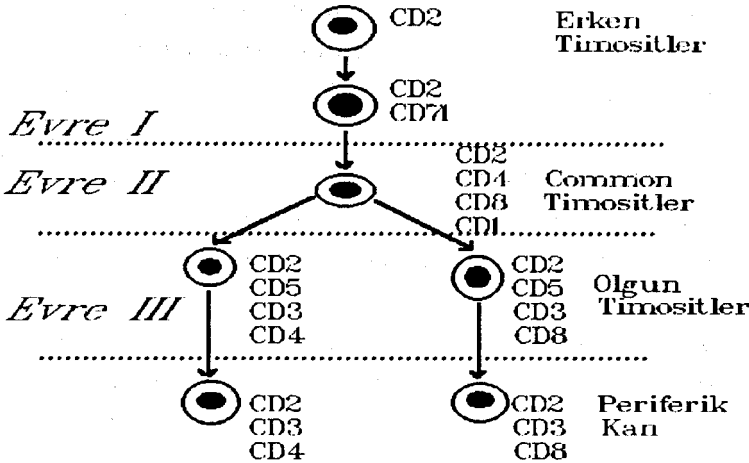 CD2
Erken
Timositler
CD2
CD71
Evre I
CD2
CD4
CD8
CD1
Evre II
Common
Timositler
CD2
CD5
CD3
CD4
CD2
CD5
CD3
CD8
Evre III
Olgun
Timositler
CD2
CD3
CD4
CD2
CD3
CD8
Periferik
Kan